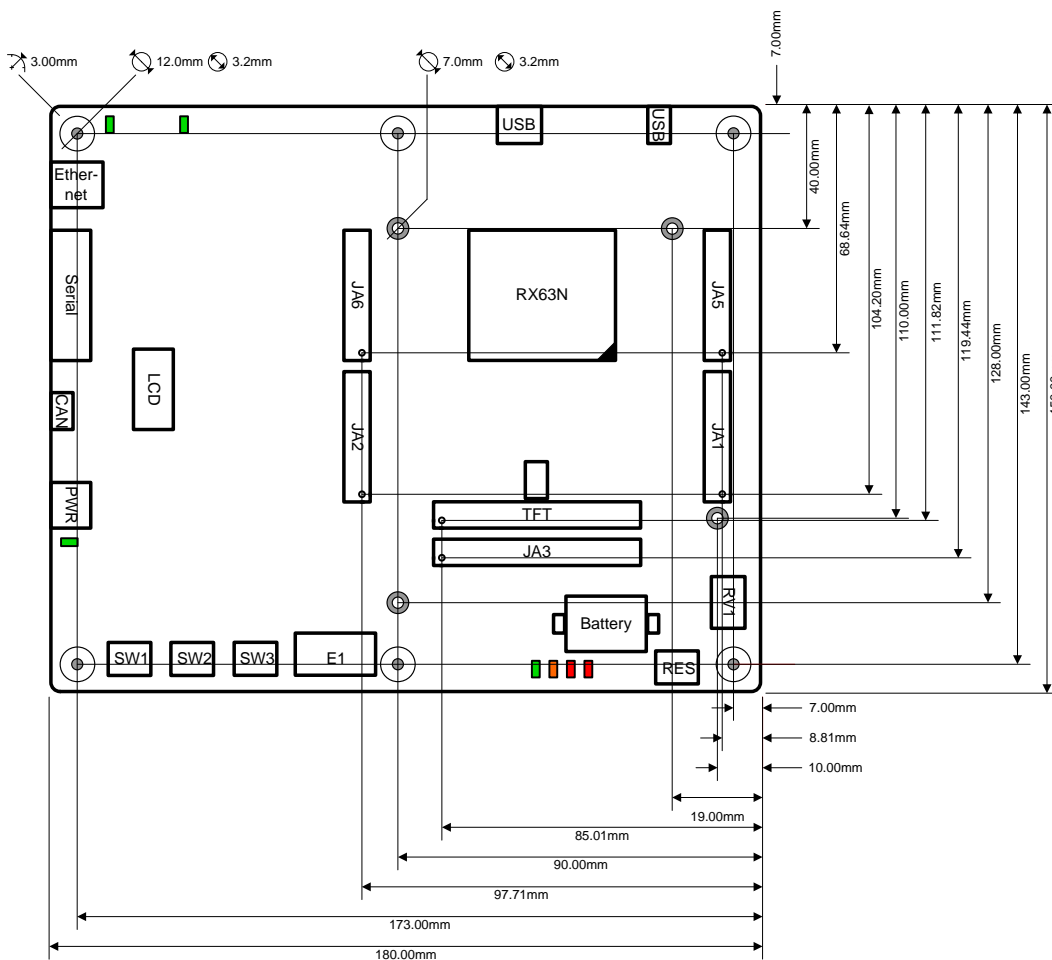 3.00mm
12.0mm
3.2mm
7.0mm
3.2mm
7.00mm
USB
USB
Ether-
net
40.00mm
68.64mm
104.20mm
110.00mm
111.82mm
119.44mm
128.00mm
143.00mm
Serial
JA6
RX63N
JA5
LCD
CAN
JA2
JA1
PWR
TFT
JA3
RV1
Battery
SW1
SW2
SW3
E1
RES
7.00mm
8.81mm
10.00mm
19.00mm
85.01mm
90.00mm
97.71mm
173.00mm
180.00mm